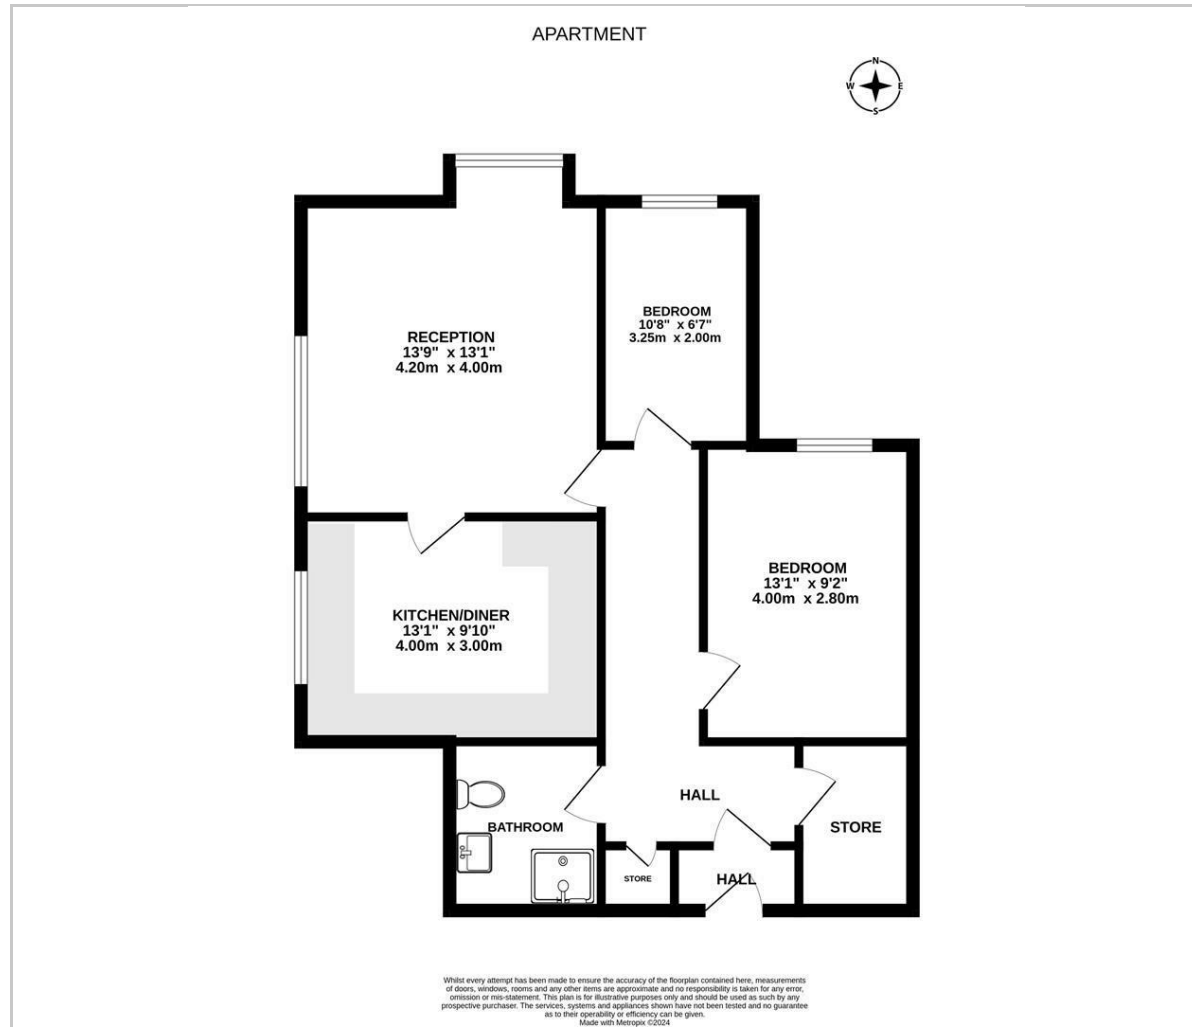 APARTMENT
N
W E
S
RECEPTION
13'9" x 13'1"
4.20m x 4.00m
BEDROOM
10'8" x 6'7"
3.25m x 2.00m
BEDROOM
13'1" x 9'2"
4.00m x 2.80m
KITCHEN/DINER
13'1" x 9'10"
4.00m x 3.00m
HALL
BATHROOM
STORE
STORE
HALL
Whilst every attempt has been made to ensure the accuracy of the floorplan contained here, measurements
of doors, windows, rooms and any other items are approximate and no responsibility is taken for any error,
omission or mis-statement. This plan is for illustrative purposes only and should be used as such by any
prospective purchaser. The services, systems and appliances shown have not been tested and no guarantee
as to their operability or efficiency can be given.
Made with Metropix ©2024